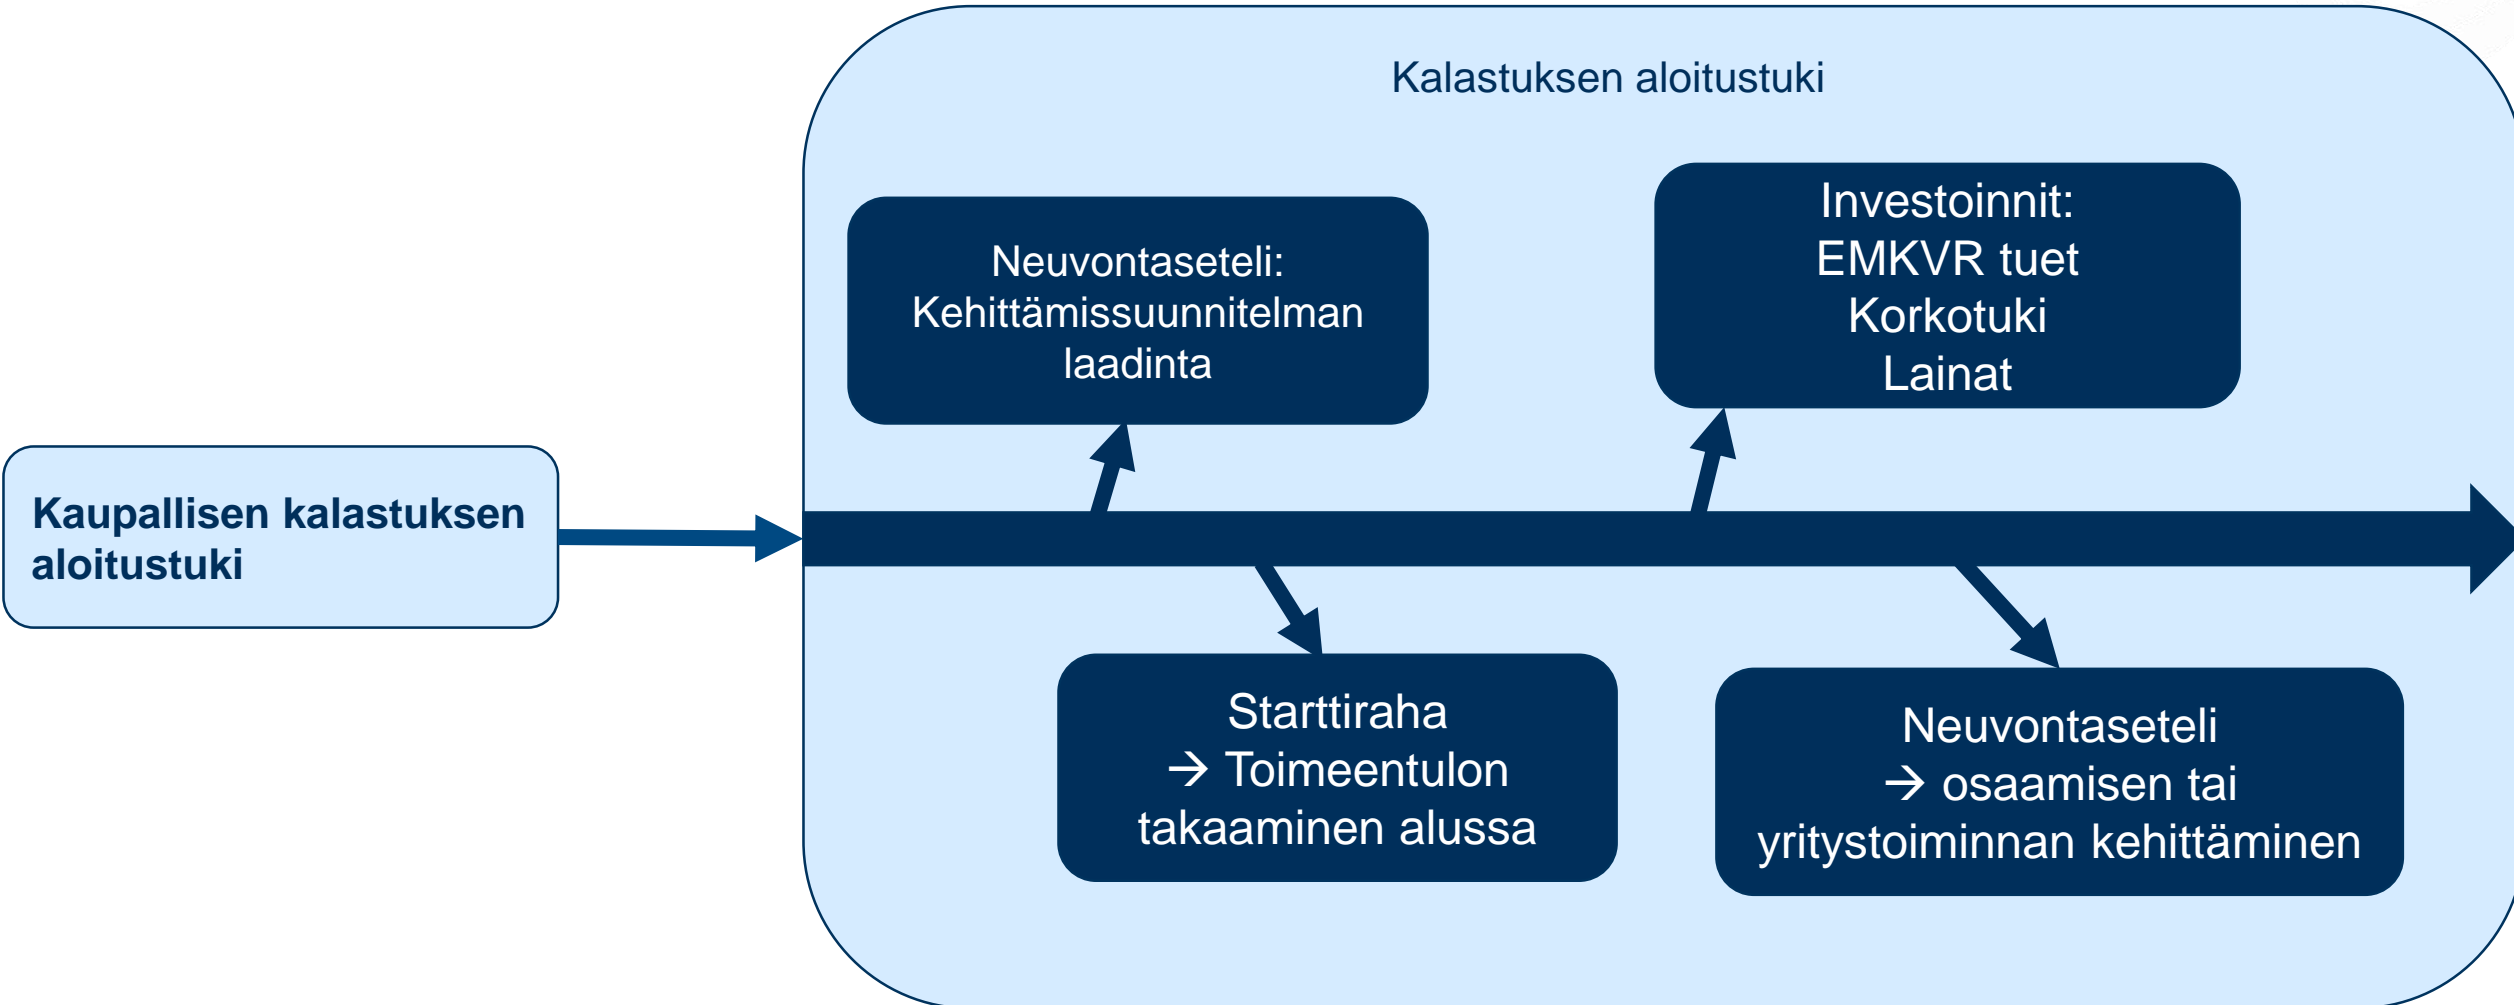 Kalastuksen aloitustuki
Neuvontaseteli:
Kehittämissuunnitelman
laadinta
Investoinnit:
EMKVR tuet
Korkotuki
Lainat
Kaupallisen kalastuksen
aloitustuki
Starttiraha
→ Toimeentulon
takaaminen alussa
Neuvontaseteli
→ osaamisen tai
yritystoiminnan kehittäminen